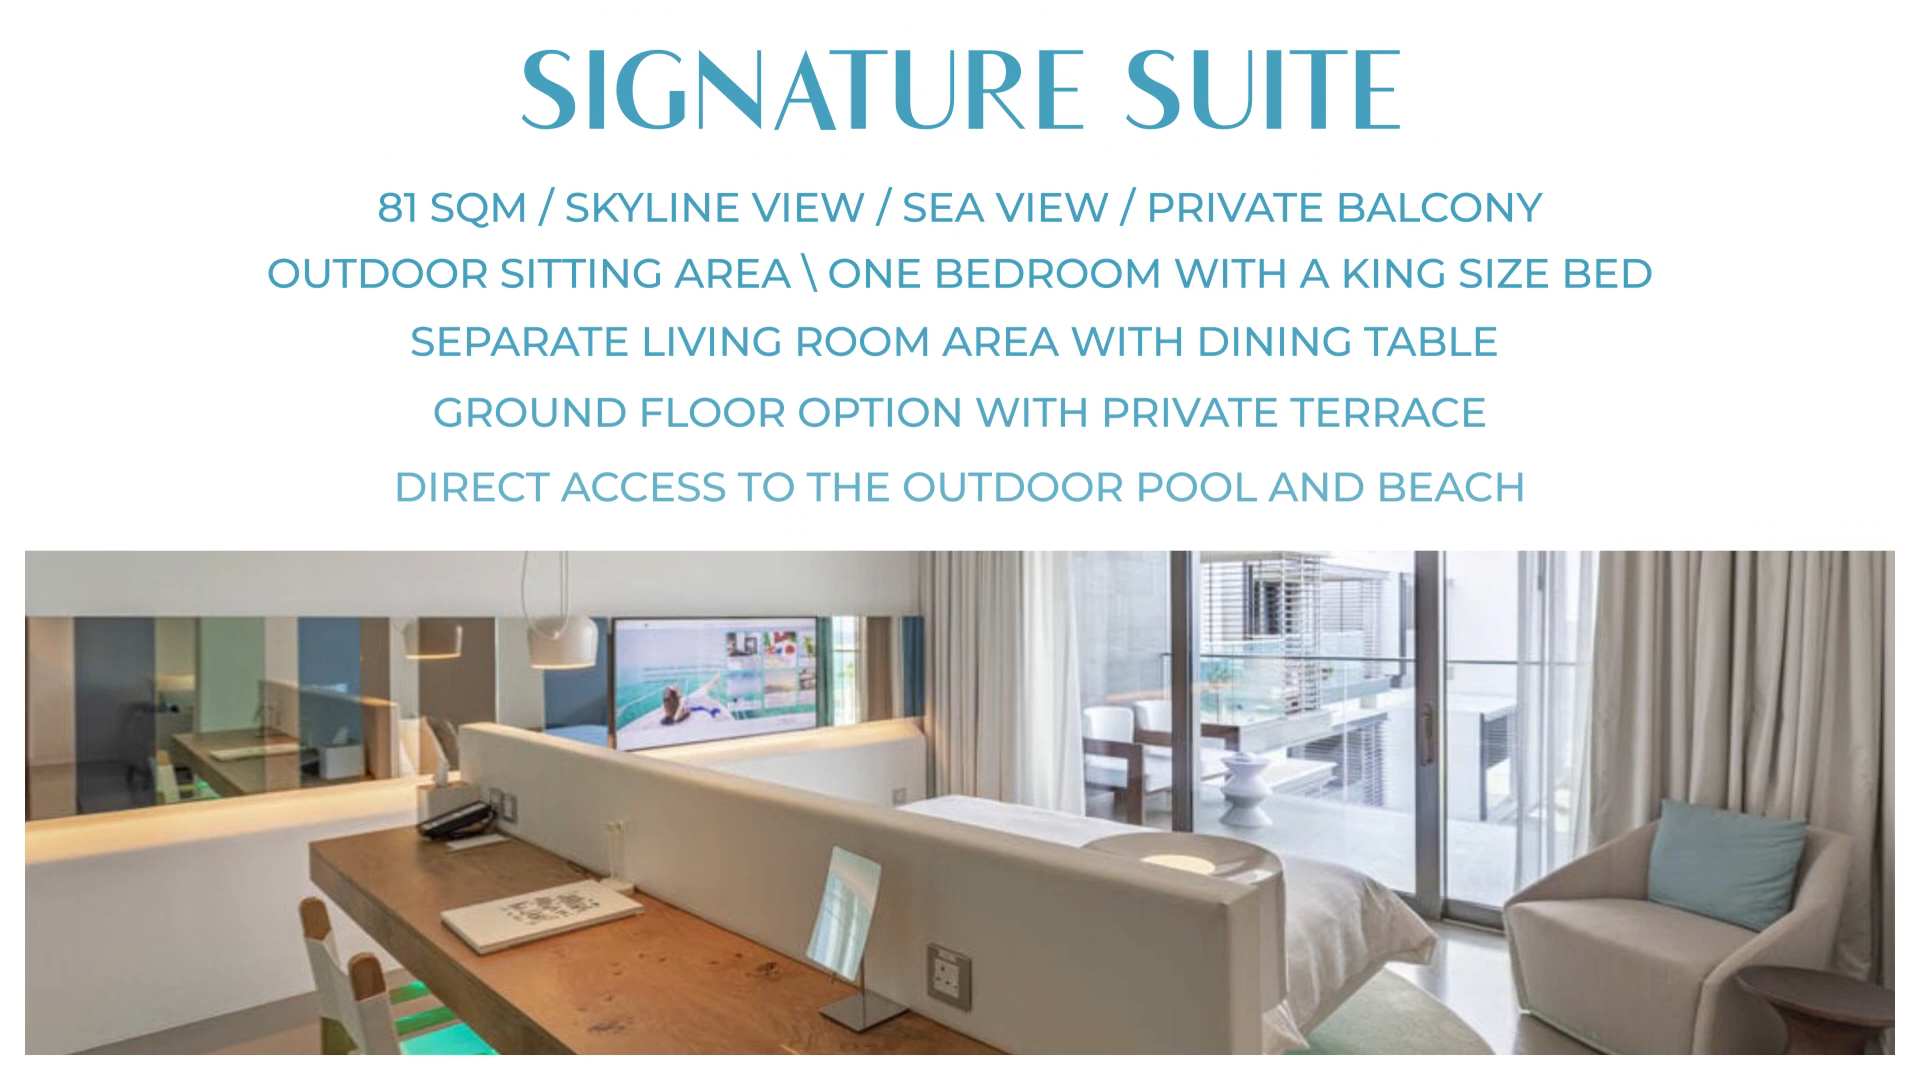 SIGNATURE SUITE
81 SQM / SKYLINE VIEW / SEA VIEW / PRIVATE BALCONY
OUTDOOR SITTING AREA \ ONE BEDROOM WITH A KING SIZE BED
SEPARATE LIVING ROOM AREA WITH DINING TABLE
GROUND FLOOR OPTION WITH PRIVATE TERRACE
DIRECT ACCESS TO THE OUTDOOR POOL AND BEACH